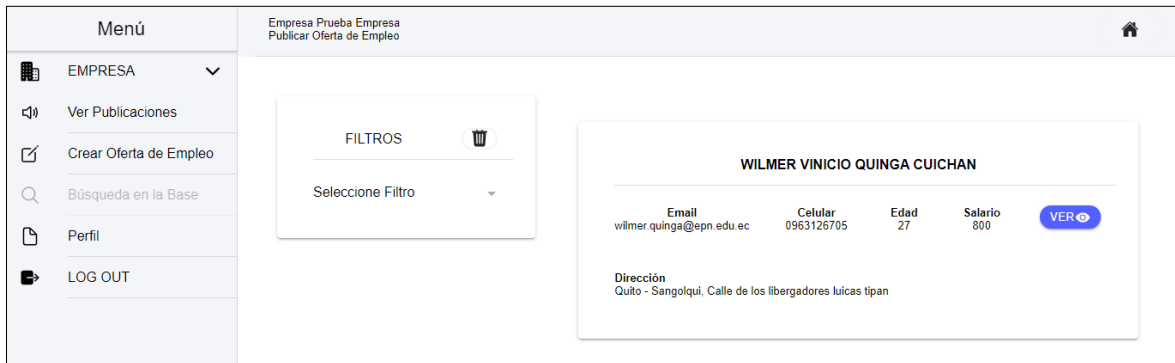 Menú
EMPRESA
Ver Publicaciones
Crear Oferta de Empleo
Búsqueda en la Base
Perfil
LOG OUT
Empresa Prueba Empresa
Publicar Oferta de Empleo
FILTROS
Seleccione Filtro
WILMER VINICIO QUINGA CUICHAN
Email Celular Edad Salario
wilmer.quinga@epn.edu.ec 0963126705 27 800
VER
Dirección
Quito - Sangolqui, Calle de los libergadores luicas tipan